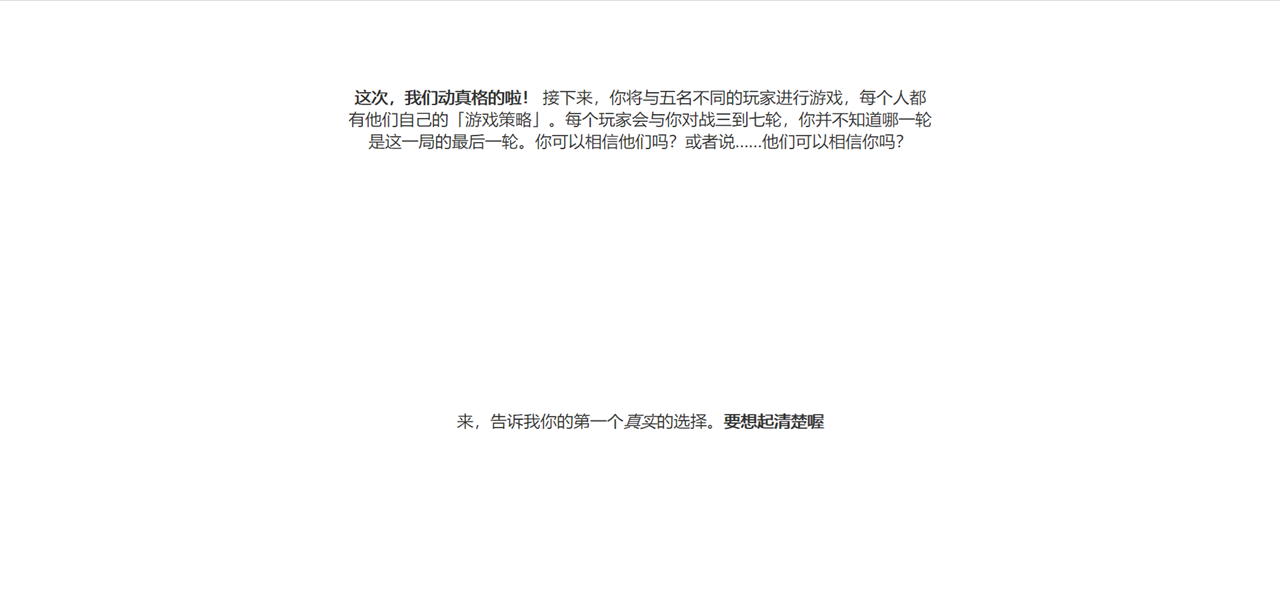 这次，我们动真格的啦！ 接下来，你将与五名不同的玩家进行游戏，每个人都
有他们自己的「游戏策略」。每个玩家会与你对战三到七轮，你并不知道哪一轮
是这一局的最后一轮。你可以相信他们吗？或者说......他们可以相信你吗？
来，告诉我你的第一个真实的选择。要想起清楚喔